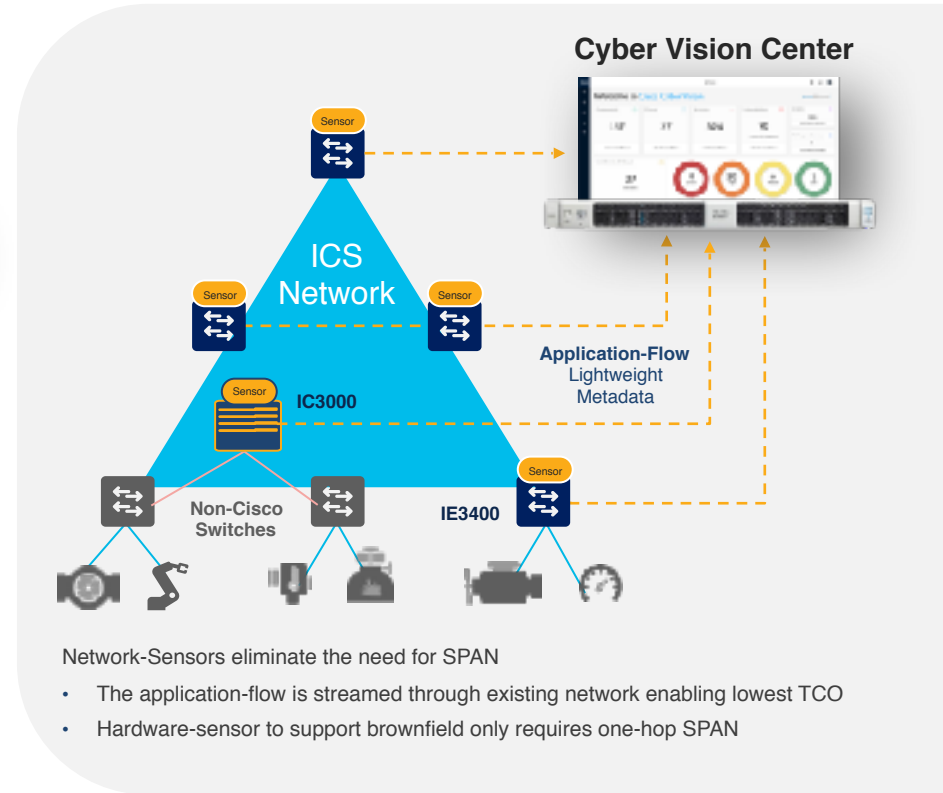 Cyber Vision Center
Sensor
ICS
Network
Sensor
Sensor
Application-Flow
Lightweight
Metadata
Sensor
IC3000
Sensor
Non-Cisco
Switches
IE3400
Network-Sensors eliminate the need for SPAN
• The application-flow is streamed through existing network enabling lowest TCO
• Hardware-sensor to support brownfield only requires one-hop SPAN